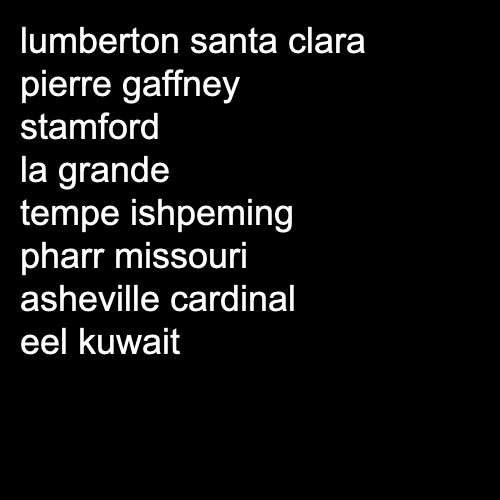 lumberton santa clara
pierre gaffney
stamford
la grande
tempe ishpeming
pharr missouri
asheville cardinal
eel kuwait